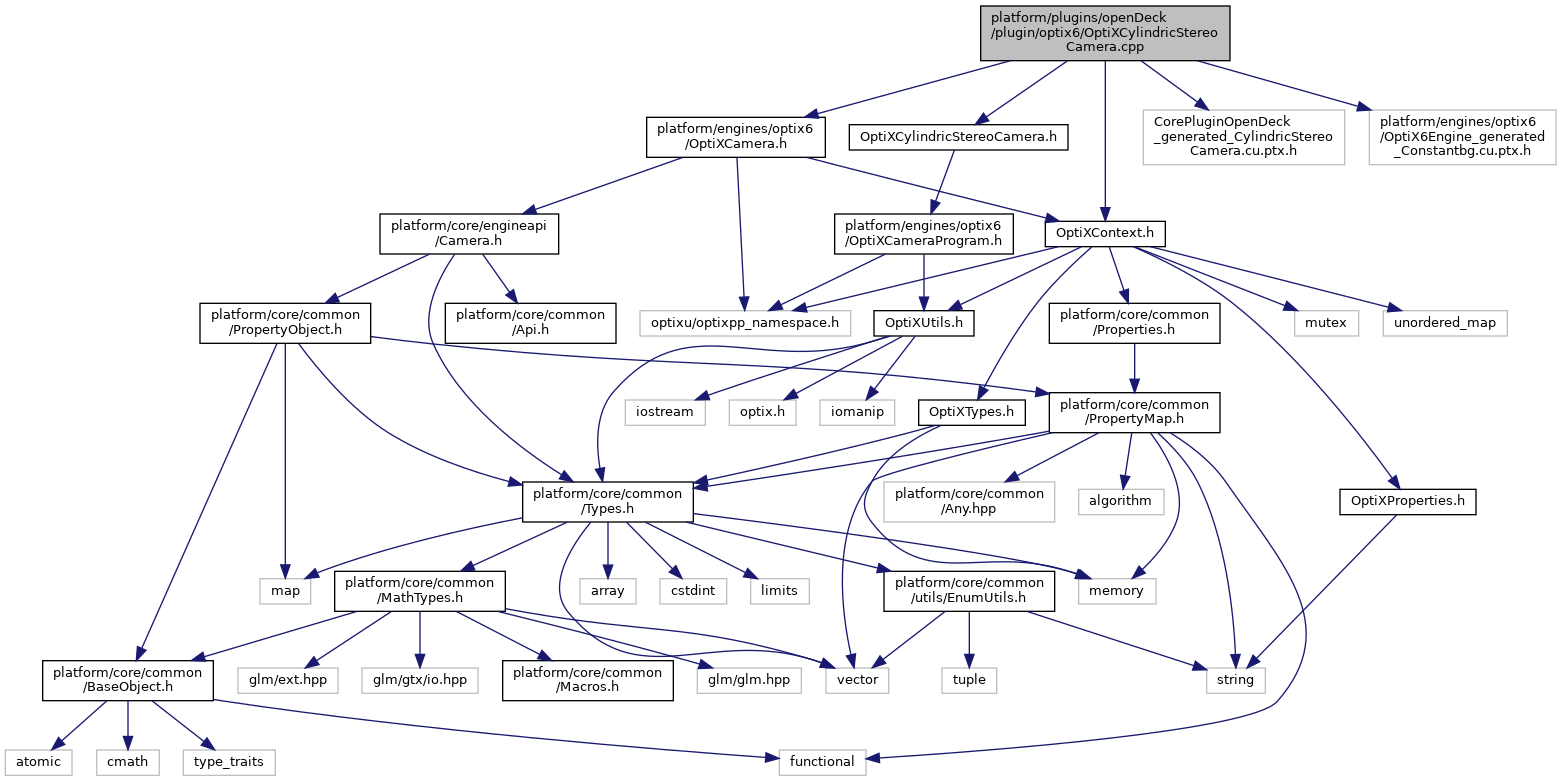 platform/plugins/openDeck
/plugin/optix6/OptiXCylindricStereo
Camera.cpp
platform/engines/optix6
/OptiXCamera.h
OptiXCylindricStereoCamera.h
CorePluginOpenDeck
_generated_CylindricStereo
Camera.cu.ptx.h
platform/engines/optix6
/OptiX6Engine_generated
_Constantbg.cu.ptx.h
platform/core/engineapi
/Camera.h
platform/engines/optix6
/OptiXCameraProgram.h
OptiXContext.h
platform/core/common
/PropertyObject.h
platform/core/common
/Api.h
optixu/optixpp_namespace.h
OptiXUtils.h
platform/core/common
/Properties.h
mutex
unordered_map
iostream
optix.h
iomanip
OptiXTypes.h
platform/core/common
/PropertyMap.h
platform/core/common
/Types.h
platform/core/common
/Any.hpp
algorithm
OptiXProperties.h
map
platform/core/common
/MathTypes.h
array
cstdint
limits
platform/core/common
/utils/EnumUtils.h
memory
platform/core/common
/BaseObject.h
glm/ext.hpp
glm/gtx/io.hpp
platform/core/common
/Macros.h
glm/glm.hpp
vector
tuple
string
atomic
cmath
type_traits
functional